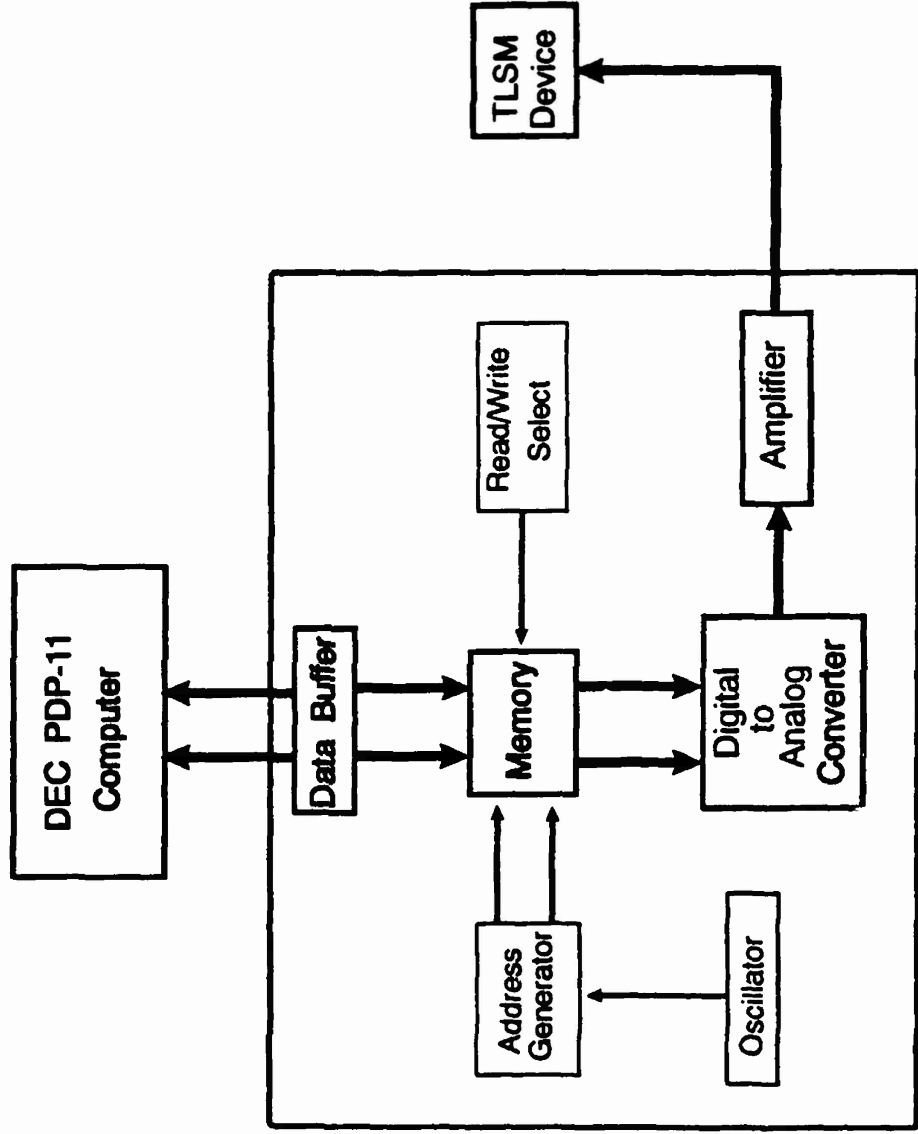 DEC PDP-11
Computer
Data Buffer
Read/Write
Select
Memory
Address
Generator
Oscillator
Digital
to
Analog
Converter
Amplifier
TLSM
Device